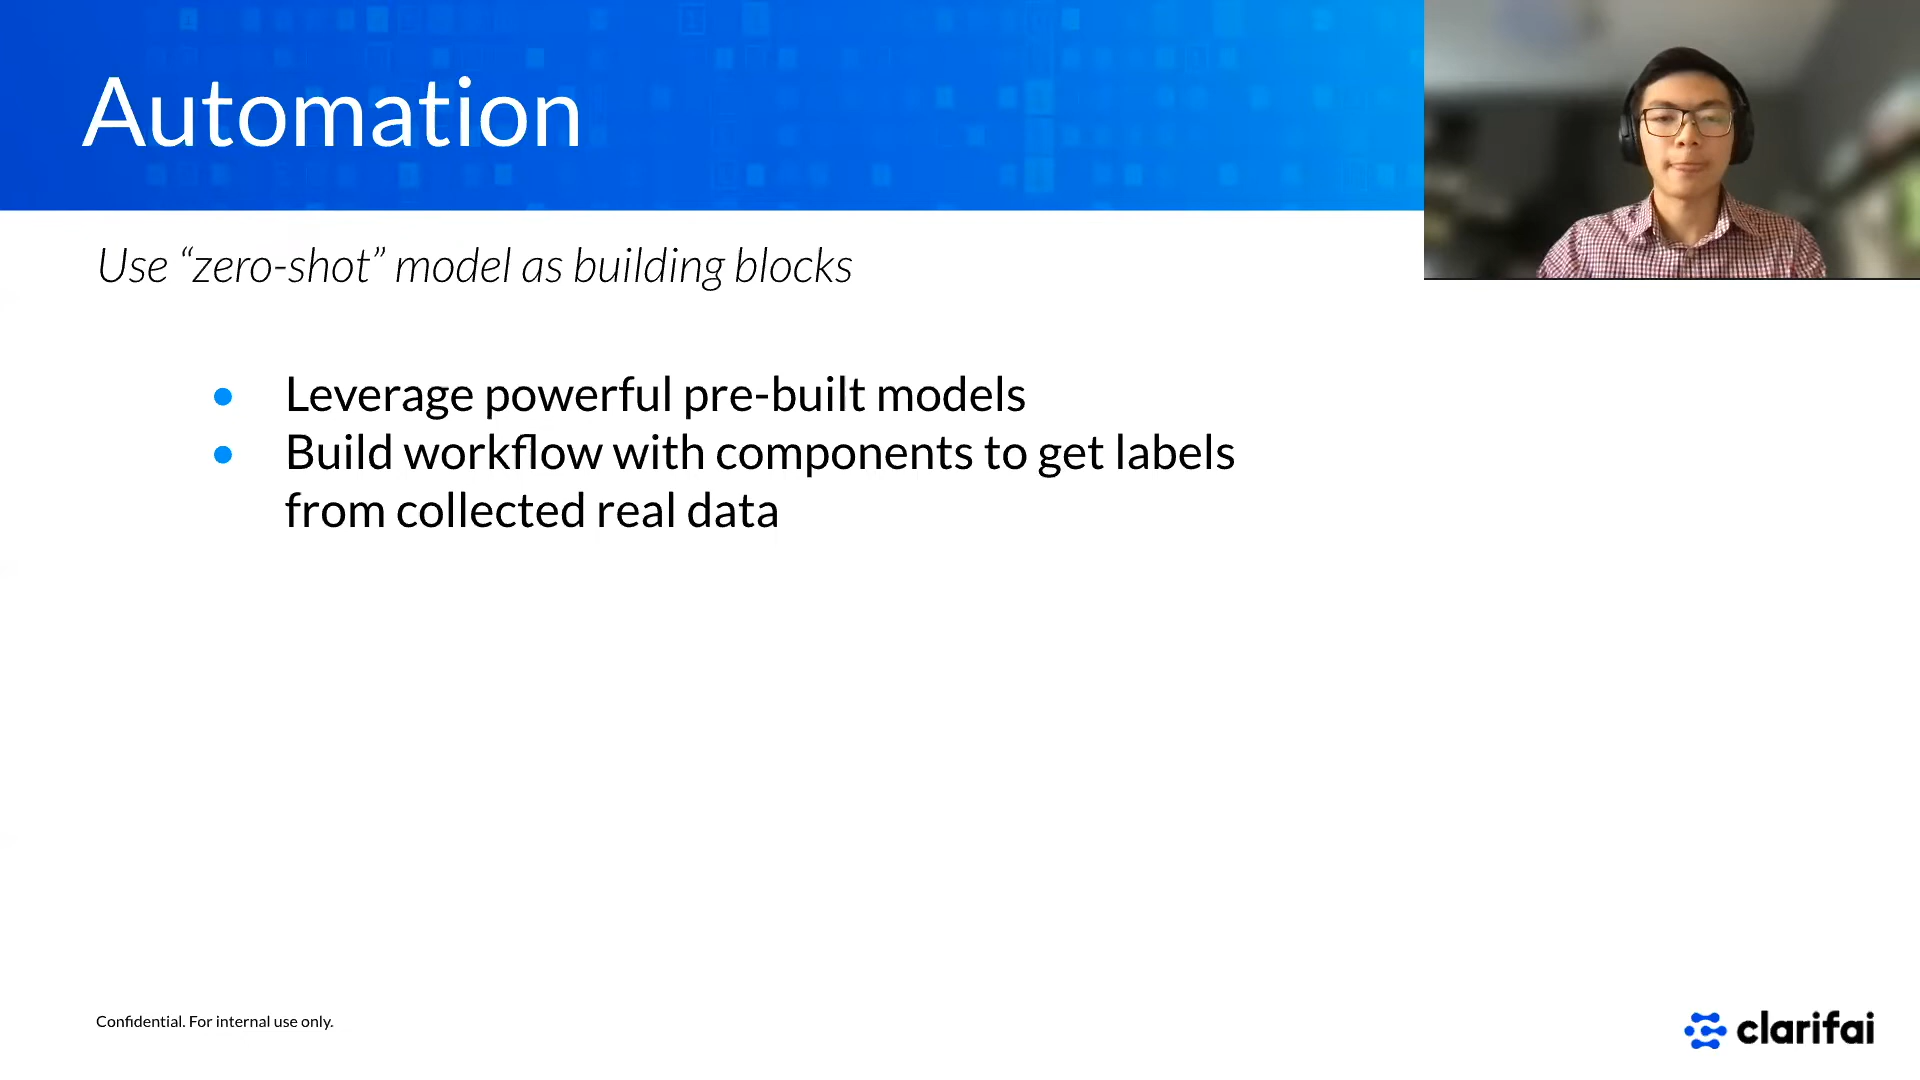 Automation
Use “zero-shot” model as building blocks
Leverage powerful pre-built models
Build workflow with components to get labels
from collected real data
Confidential. For internal use only.
clarifai